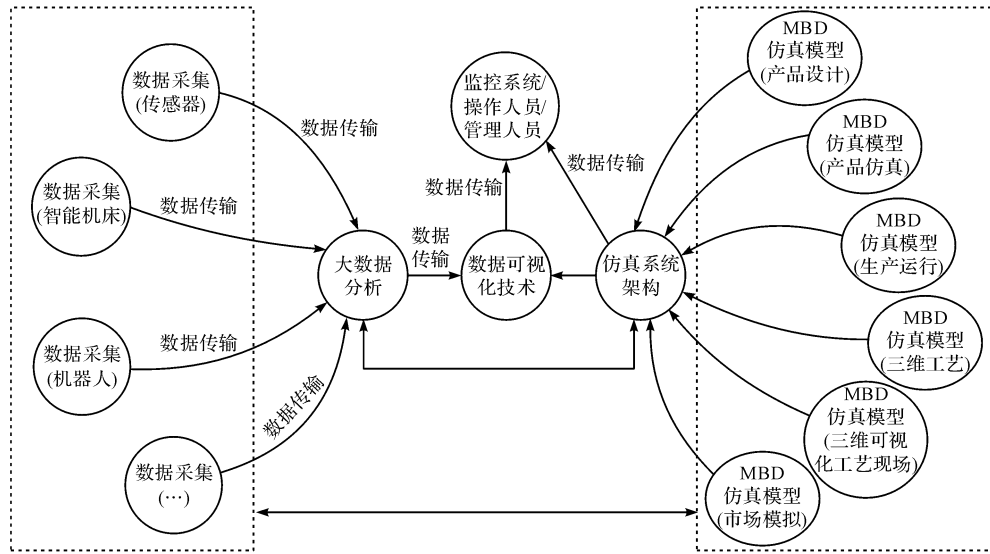 数据采集
(传感器)
数据传输
数据采集
(智能机床)
数据传输
数据采集
(机器人)
数据传输
数据采集
(…)
数据传输
大数据
分析
数据
传输
监控系统/
操作人员/
管理人员
数据传输
数据传输
数据可视
化技术
仿真系统
架构
MBD
仿真模型
(产品设计)
MBD
仿真模型
(产品仿真)
MBD
仿真模型
(生产运行)
MBD
仿真模型
(三维工艺)
MBD
仿真模型
(三维可视
化工艺现场)
MBD
仿真模型
(市场模拟)